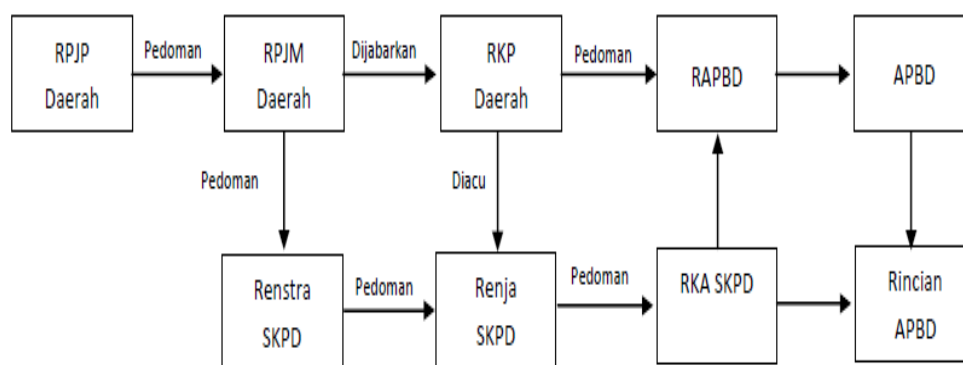 RPJP
Daerah
Pedoman
RPJM
Daerah
Dijabarkan
RKP
Daerah
Pedoman
RAPBD
APBD
Pedoman
Diacu
Renstra
SKPD
Pedoman
Renja
SKPD
Pedoman
RKA SKPD
Rincian
APBD